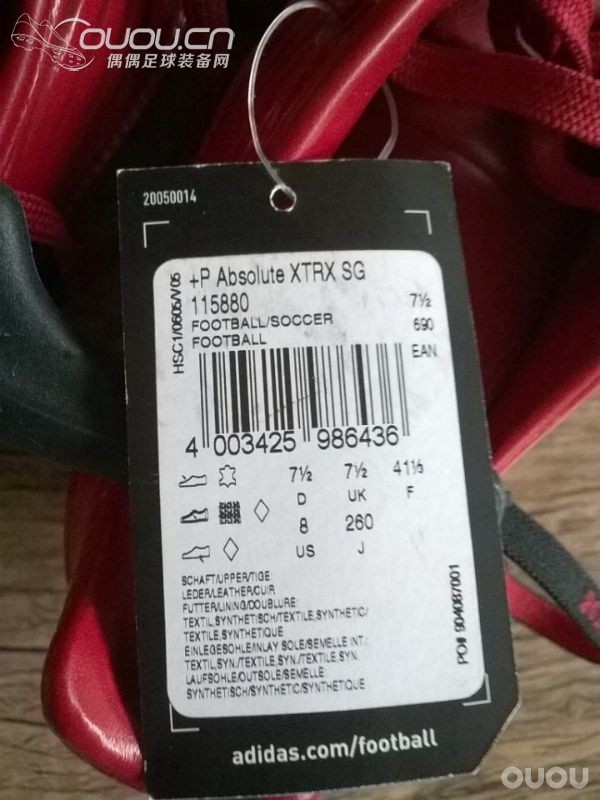 OUOU.CN
偶偶足球装备网
20050014
HSC1/0605/V05
+P Absolute XTRX SG
115880 7½
FOOTBALL/SOCCER 690
FOOTBALL EAN
4 003425 986436
7½ 7½ 41⅓
D UK F
8 260
US J
SCHAFT/UPPER/TIGE:
LEDER/LEATHER/CUIR
FUTTER/LINING/DOUBLURE:
TEXTIL,SYNTHETISCH/TEXTILE,SYNTHETIC/
TEXTILE,SYNTHETIQUE
EINLEGESOHLE/INLAY SOLE/SEMELLE INT.:
TEXTIL,SYN./TEXTILE,SYN./TEXTILE,SYN.
LAUFSOHLE/OUTSOLE/SEMELLE:
SYNTHETISCH/SYNTHETIC/SYNTHETIQUE
PO# 904087001
adidas.com/football
OUOU